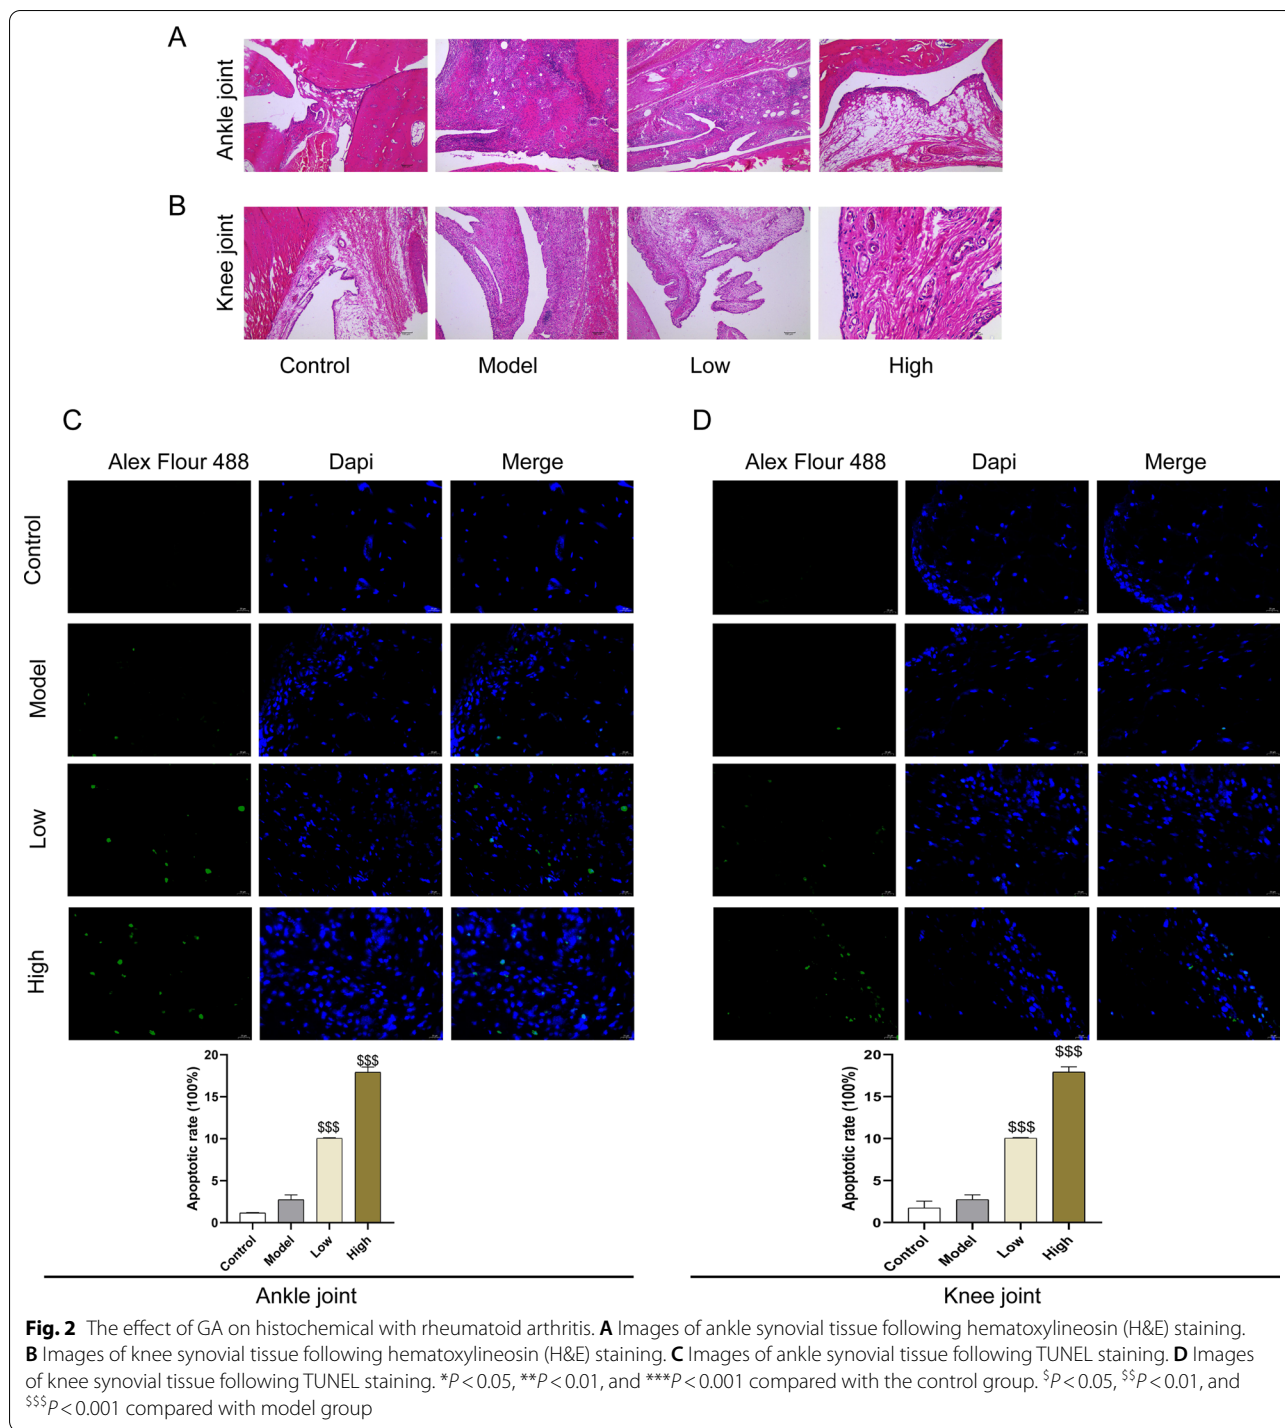 A
Ankle joint
B
Knee joint
Control Model Low High
C
D
Alex Flour 488 Dapi Merge
Alex Flour 488 Dapi Merge
Control
Model
Low
High
Apoptotic rate (100%)
20
15
10
5
0
$$$
$$$
Control Model Low High
Ankle joint
Apoptotic rate (100%)
20
15
10
5
0
$$$
$$$
Control Model Low High
Knee joint
Fig. 2 The effect of GA on histochemical with rheumatoid arthritis. A Images of ankle synovial tissue following hematoxylineosin (H&E) staining.
B Images of knee synovial tissue following hematoxylineosin (H&E) staining. C Images of ankle synovial tissue following TUNEL staining. D Images
of knee synovial tissue following TUNEL staining. *P < 0.05, **P < 0.01, and ***P < 0.001 compared with the control group. $P < 0.05, $$P < 0.01, and
$$$P < 0.001 compared with model group